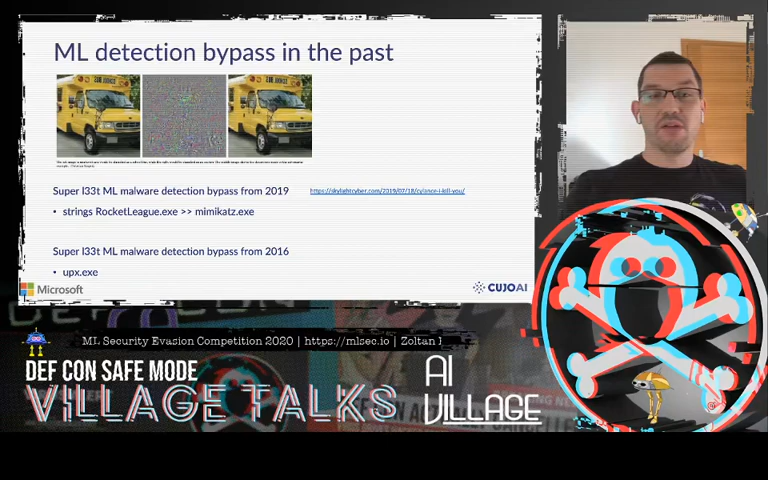 ML detection bypass in the past
Super l33t ML malware detection bypass from 2019 https://skylightcyber.com/2019/07/18/cylance-i-kill-you/
• strings RocketLeague.exe >> mimikatz.exe
Super l33t ML malware detection bypass from 2016
• upx.exe
Microsoft
CUJOAI
ML Security Evasion Competition 2020 | https://mlsec.io | Zoltan
DEF CON SAFE MODE
VILLAGE TALKS
AI
VILLAGE